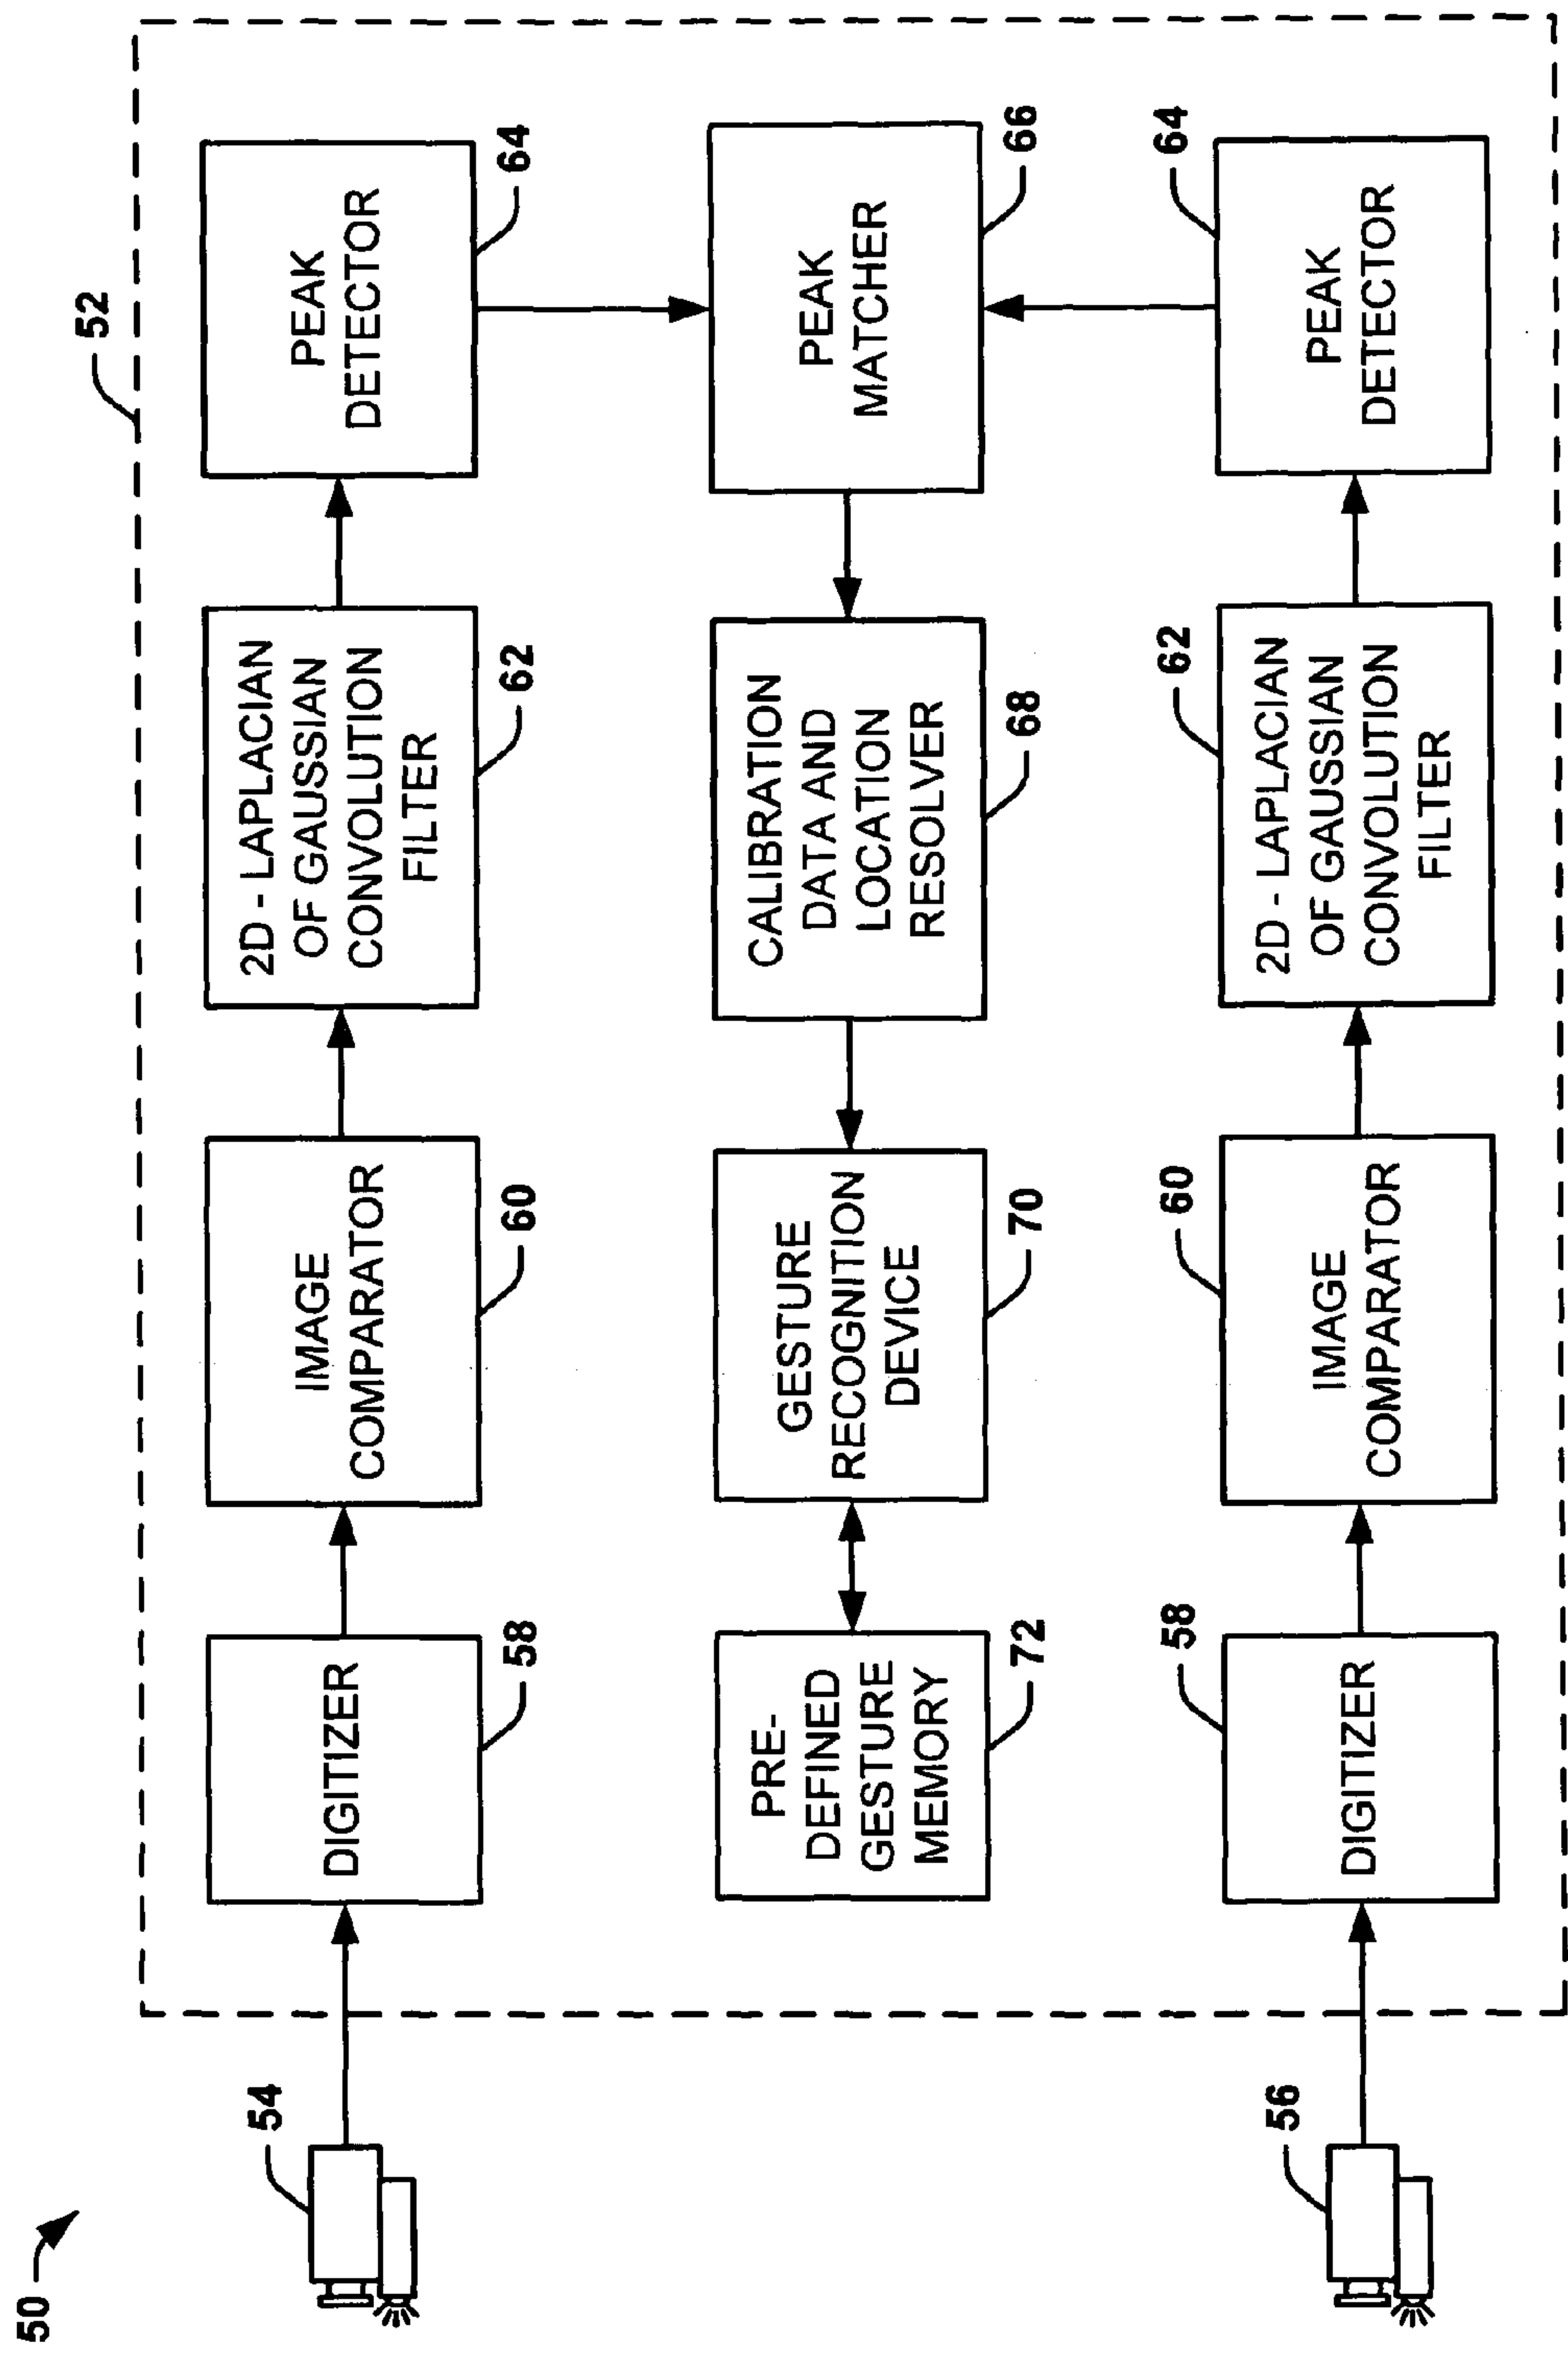 50
52
54
DIGITIZER
58
IMAGE
COMPARATOR
60
2D - LAPLACIAN
OF GAUSSIAN
CONVOLUTION
FILTER
62
PEAK
DETECTOR
64
PRE-
DEFINED
GESTURE
MEMORY
72
GESTURE
RECOGNITION
DEVICE
70
CALIBRATION
DATA AND
LOCATION
RESOLVER
68
PEAK
MATCHER
66
56
58
DIGITIZER
60
IMAGE
COMPARATOR
62
2D - LAPLACIAN
OF GAUSSIAN
CONVOLUTION
FILTER
64
PEAK
DETECTOR